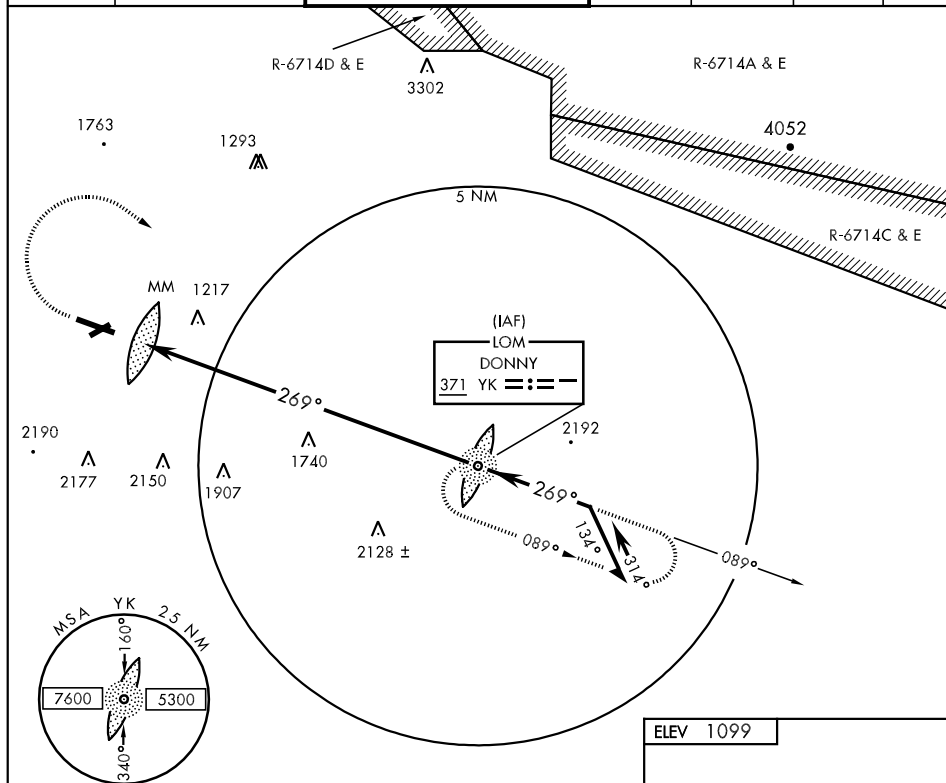 R-6714D & E
3302
R-6714A & E
4052
1763
1293
5 NM
R-6714C & E
MM 1217
(IAF)
LOM
DONNY
371 YK
269°
2190
2177
2150
1907
1740
2192
269°
2128 ±
089°
134°
314°
089°
MSA YK 25 NM
160°
7600
5300
340°
ELEV 1099